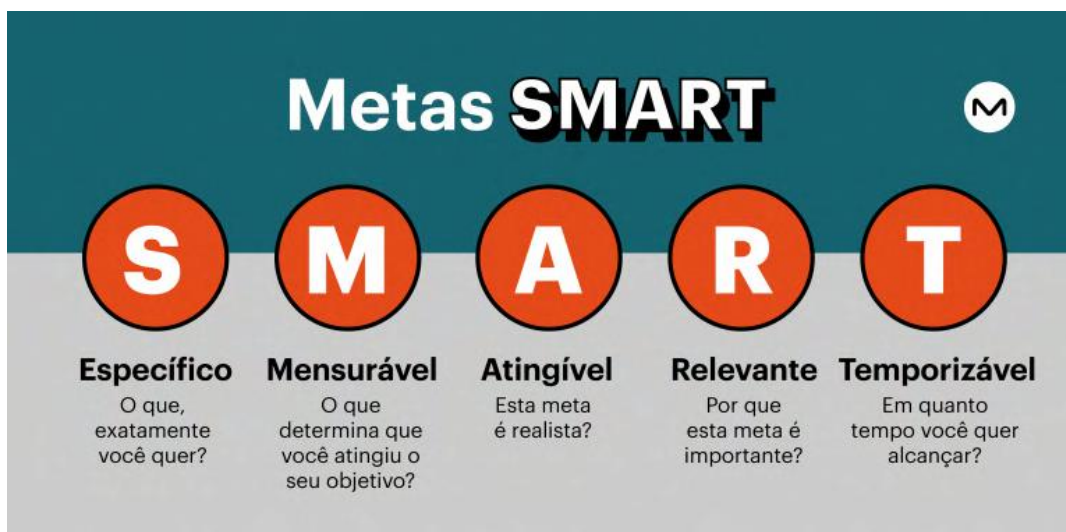 Metas SMART
S
M
A
R
T
Específico
O que,
exatamente
você quer?
Mensurável
O que
determina que
você atingiu o
seu objetivo?
Atingível
Esta meta
é realista?
Relevante
Por que
esta meta é
importante?
Temporizável
Em quanto
tempo você quer
alcançar?